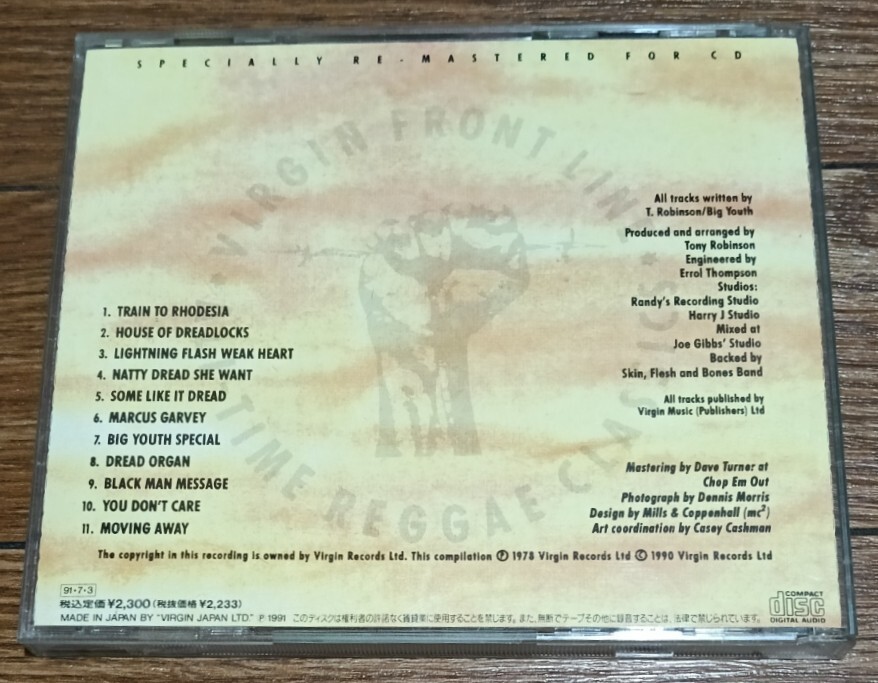 SPECIALLY RE-MASTERED FOR CD
VIRGIN FRONT LINE
TIME REGGAE CLASSICS
1. TRAIN TO RHODESIA
2. HOUSE OF DREADLOCKS
3. LIGHTNING FLASH WEAK HEART
4. NATTY DREAD SHE WANT
5. SOME LIKE IT DREAD
6. MARCUS GARVEY
7. BIG YOUTH SPECIAL
8. DREAD ORGAN
9. BLACK MAN MESSAGE
10. YOU DON'T CARE
11. MOVING AWAY
All tracks written by
T. Robinson/Big Youth
Produced and arranged by
Tony Robinson
Engineered by
Errol Thompson
Studios:
Randy's Recording Studio
Harry J Studio
Mixed at
Joe Gibbs' Studio
Backed by
Skin, Flesh and Bones Band
All tracks published by
Virgin Music (Publishers) Ltd
Mastering by Dave Turner at
Chop Em Out
Photograph by Dennis Morris
Design by Mills & Coppenhall (mc²)
Art coordination by Casey Cashman
The copyright in this recording is owned by Virgin Records Ltd. This compilation ℗ 1978 Virgin Records Ltd © 1990 Virgin Records Ltd
91・7・3
税込定価¥2,300(税抜価格 ¥2,233)
MADE IN JAPAN BY "VIRGIN JAPAN LTD." P 1991 このディスクは権利者の許諾なく賃貸業に使用することを禁じます。また、無断でテープその他に録音することは、法律で禁じられています。
COMPACT
disc
DIGITAL AUDIO